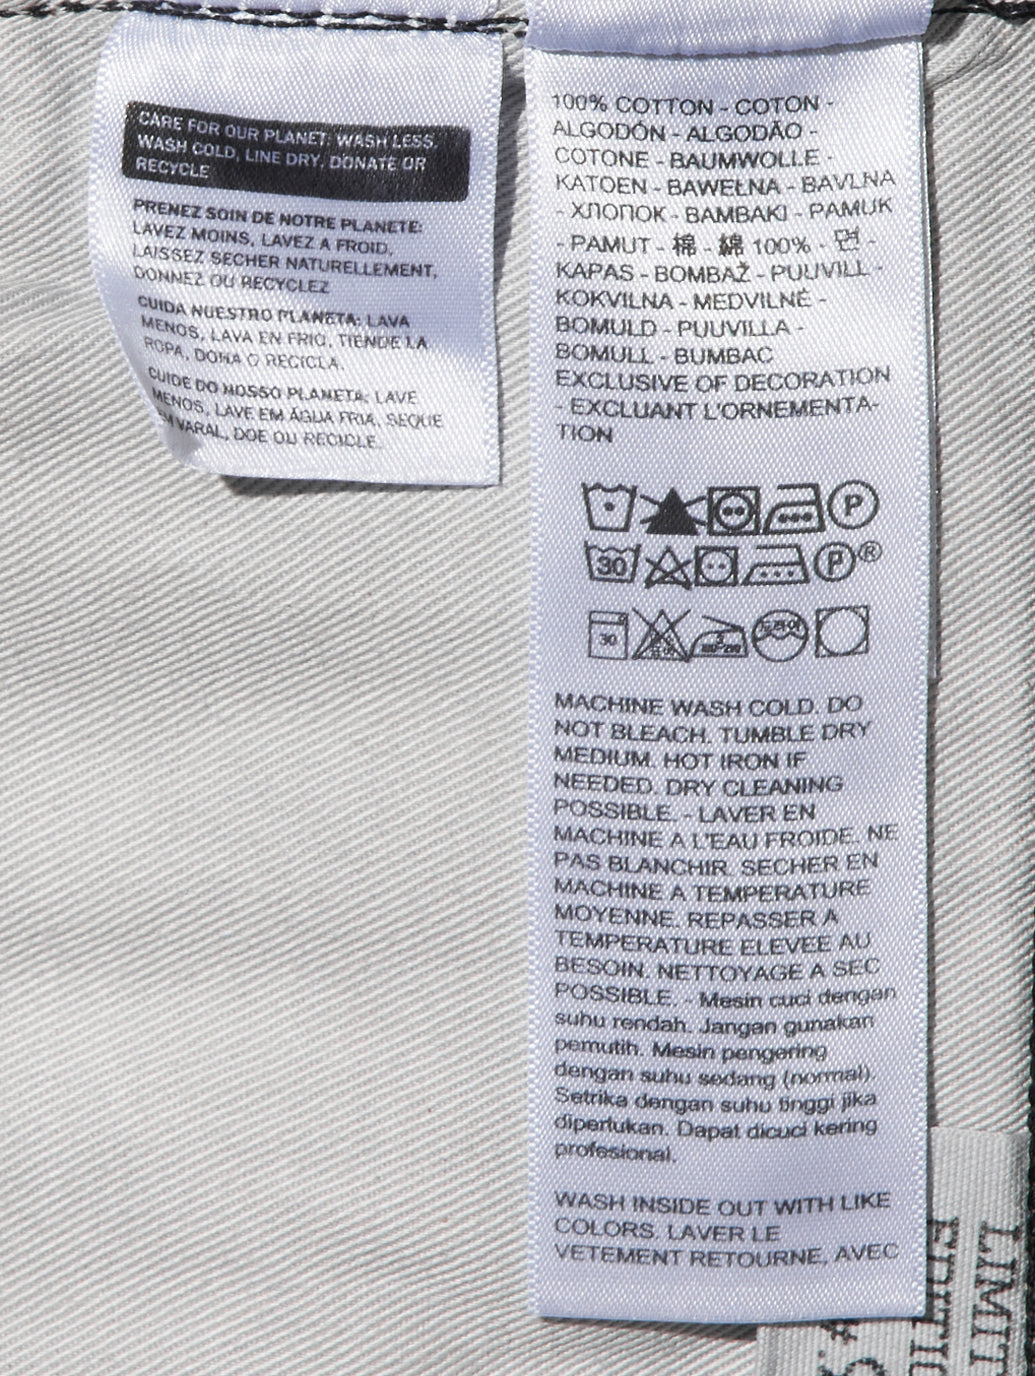 CARE FOR OUR PLANET: WASH LESS,
WASH COLD, LINE DRY, DONATE OR
RECYCLE
PRENEZ SOIN DE NOTRE PLANETE:
LAVEZ MOINS, LAVEZ A FROID,
LAISSEZ SECHER NATURELLEMENT,
DONNEZ OU RECYCLEZ
CUIDA NUESTRO PLANETA: LAVA
MENOS, LAVA EN FRIO, TIENDE LA
ROPA, DONA O RECICLA.
CUIDE DO NOSSO PLANETA: LAVE
MENOS, LAVE EM ÁGUA FRIA, SEQUE
EM VARAL, DOE OU RECICLE.
100% COTTON - COTON -
ALGODÓN - ALGODÃO -
COTONE - BAUMWOLLE -
KATOEN - BAWEŁNA - BAVLNA
- ХЛОПОК - BAMBAKI - PAMUK
- PAMUT - 棉 - 綿 100% - 면 -
KAPAS - BOMBAŽ - PUUVILL -
KOKVILNA - MEDVILNĖ -
BOMULD - PUUVILLA -
BOMULL - BUMBAC
EXCLUSIVE OF DECORATION
- EXCLUANT L'ORNEMENTA-
TION
P
30 P®
30 드라이
MACHINE WASH COLD. DO
NOT BLEACH. TUMBLE DRY
MEDIUM. HOT IRON IF
NEEDED. DRY CLEANING
POSSIBLE. - LAVER EN
MACHINE A L'EAU FROIDE. NE
PAS BLANCHIR. SECHER EN
MACHINE A TEMPERATURE
MOYENNE. REPASSER A
TEMPERATURE ELEVEE AU
BESOIN. NETTOYAGE A SEC
POSSIBLE. - Mesin cuci dengan
suhu rendah. Jangan gunakan
pemutih. Mesin pengering
dengan suhu sedang (normal).
Setrika dengan suhu tinggi jika
diperlukan. Dapat dicuci kering
profesional.
WASH INSIDE OUT WITH LIKE
COLORS. LAVER LE
VETEMENT RETOURNE, AVEC
LIMIT
EDITIO